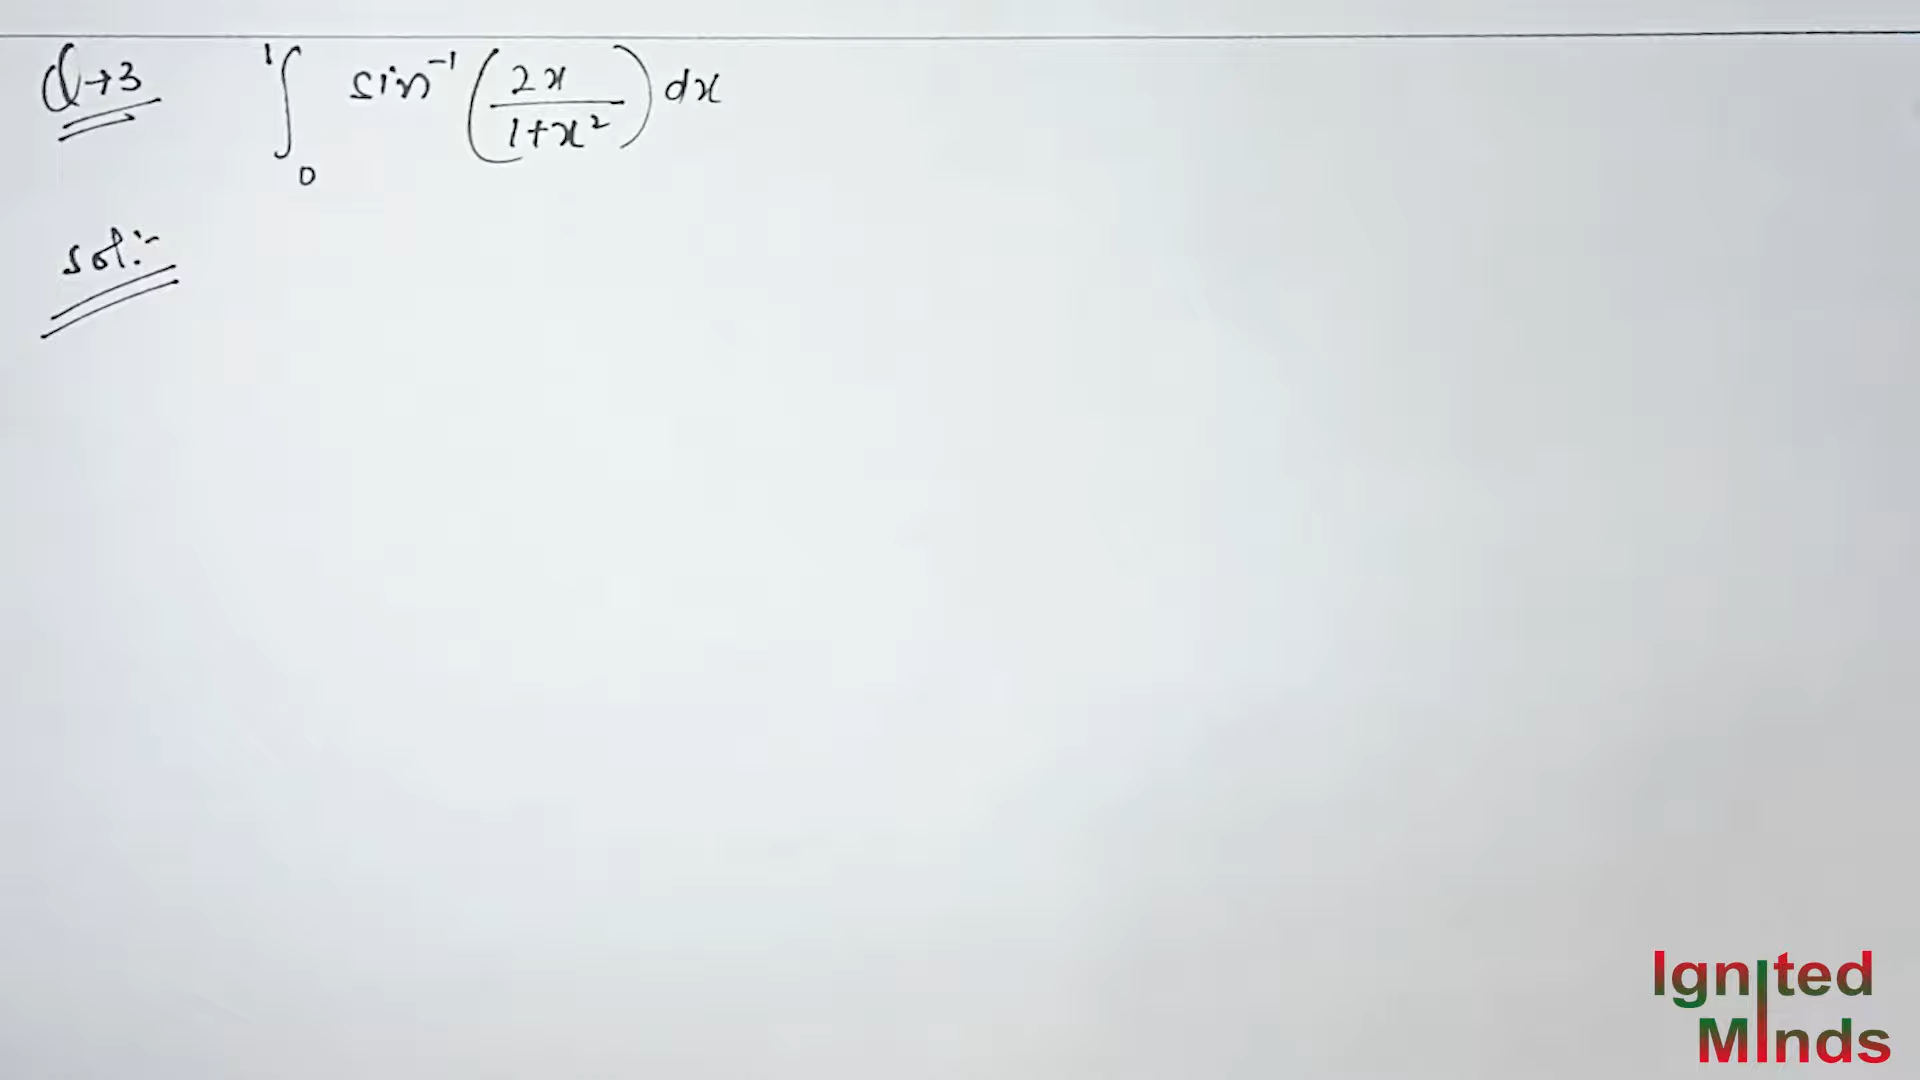 Q→3 ∫₀¹ sin⁻¹(2x/(1+x²)) dx
sol:-
Ignited
Minds